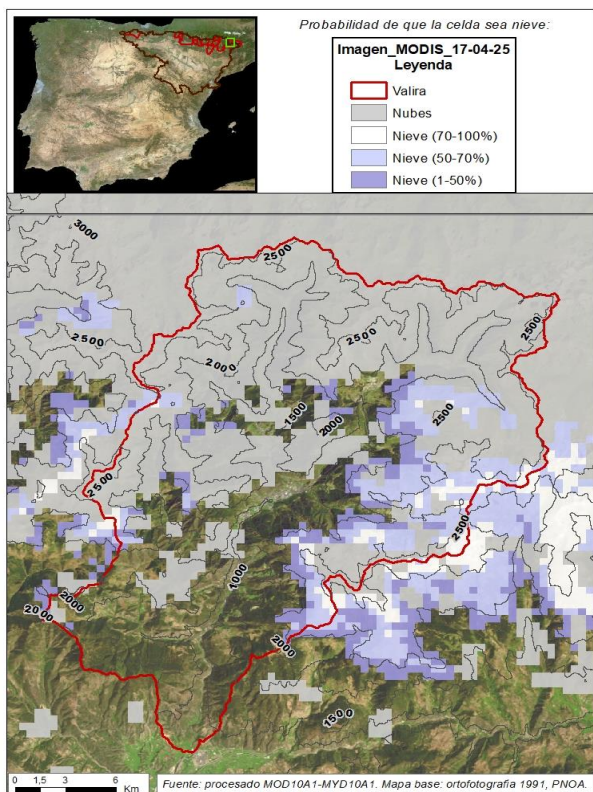 Probabilidad de que la celda sea nieve:
Imagen_MODIS_17-04-25
Leyenda
Valira
Nubes
Nieve (70-100%)
Nieve (50-70%)
Nieve (1-50%)
3000
2500
2500
2500
2000
2500
2500
1500
2000
2500
2500
2500
1000
2000
2000
2000
1500
0 1,5 3 6
Km
Fuente: procesado MOD10A1-MYD10A1. Mapa base: ortofotografia 1991, PNOA.